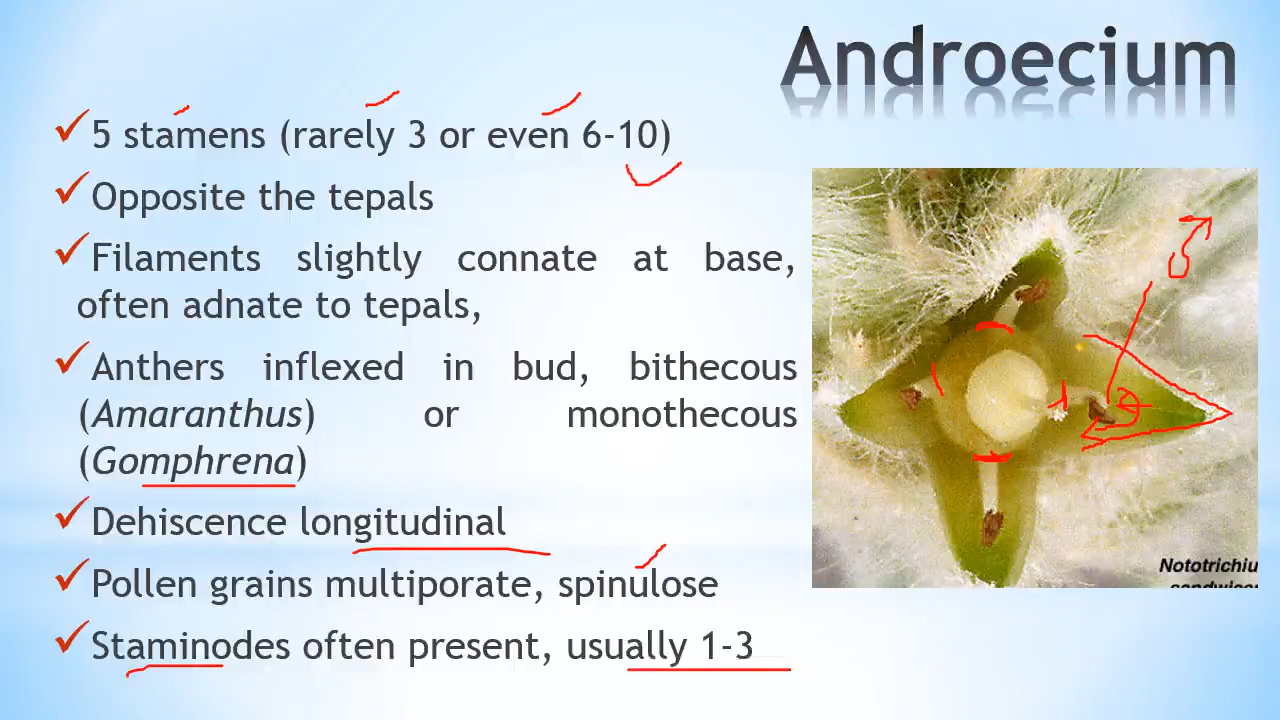 Androecium
5 stamens (rarely 3 or even 6-10)
Opposite the tepals
Filaments slightly connate at base,
often adnate to tepals,
Anthers inflexed in bud, bithecous
(Amaranthus) or monothecous
(Gomphrena)
Dehiscence longitudinal
Pollen grains multiporate, spinulose
Staminodes often present, usually 1-3
Nototrichiu